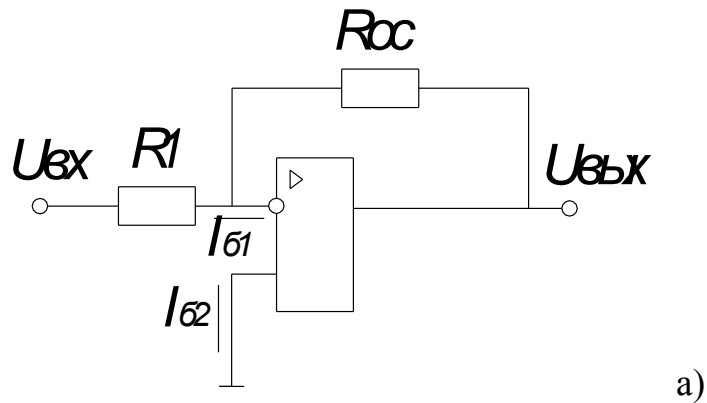 Rос
Uвх
R1
Uвых
Iб1
Iб2
а)